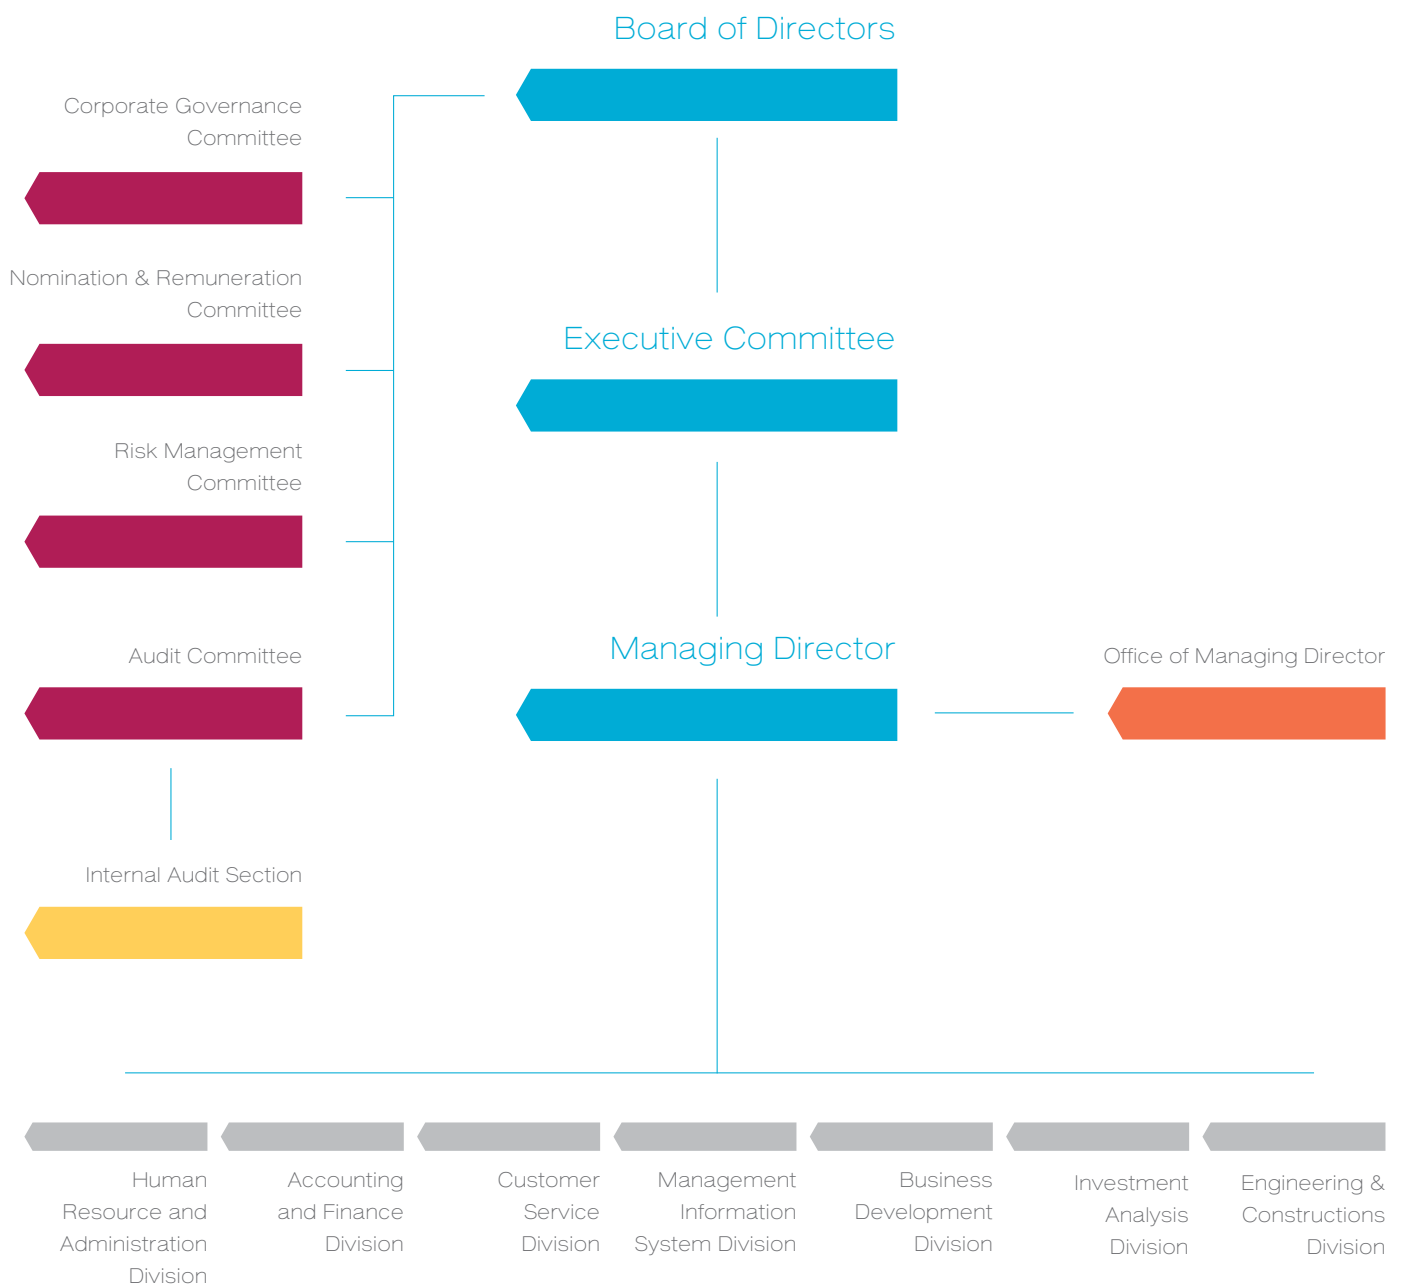 Board of Directors
Corporate Governance
Committee
Nomination & Remuneration
Committee
Executive Committee
Risk Management
Committee
Managing Director
Audit Committee
Office of Managing Director
Internal Audit Section
Human
Resource and
Administration
Division
Accounting
and Finance
Division
Customer
Service
Division
Management
Information
System Division
Business
Development
Division
Investment
Analysis
Division
Engineering &
Constructions
Division